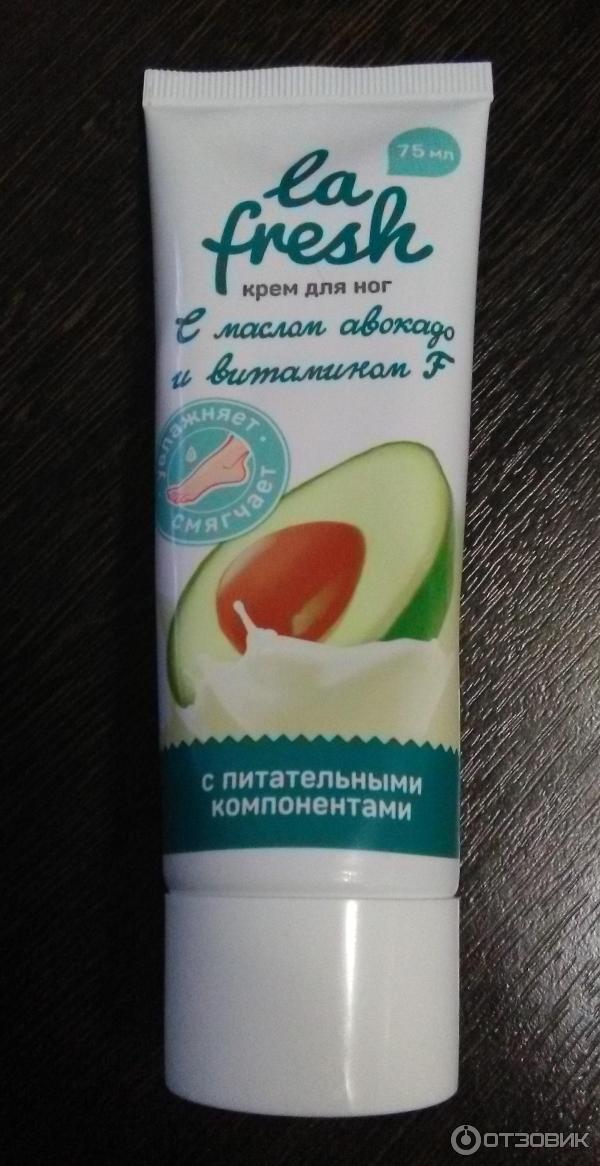 75 мл
la
fresh
крем для ног
С маслом авокадо
и витамином F
увлажняет •
смягчает
с питательными
компонентами
ОТЗОВИК